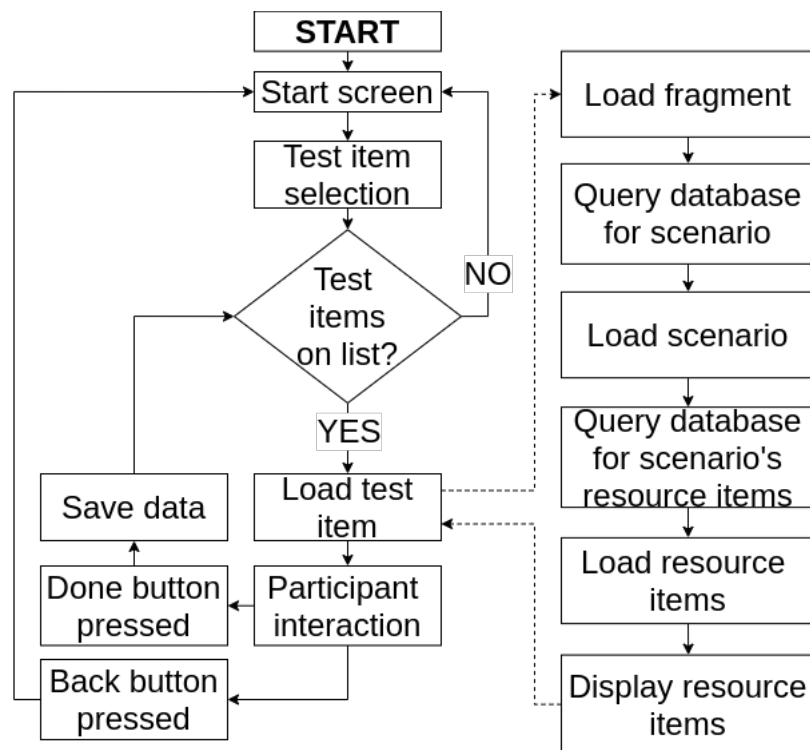 START
Start screen
Test item
selection
Test
items
on list?
NO
YES
Load test
item
Participant
interaction
Save data
Done button
pressed
Back button
pressed
Load fragment
Query database
for scenario
Load scenario
Query database
for scenario's
resource items
Load resource
items
Display resource
items